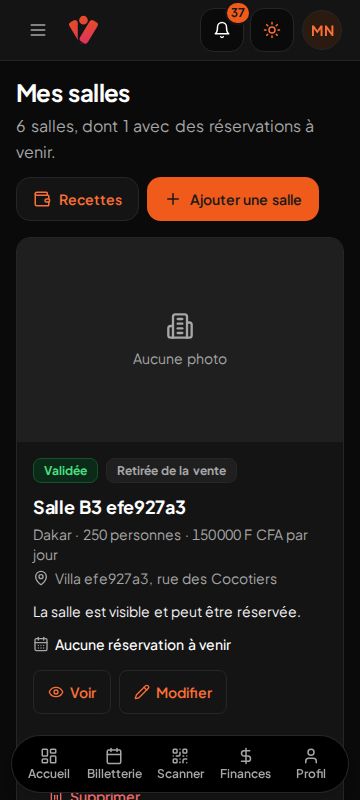 37
MN
Mes salles
6 salles, dont 1 avec des réservations à
venir.
Recettes
Ajouter une salle
Aucune photo
Validée
Retirée de la vente
Salle B3 efe927a3
Dakar · 250 personnes · 150000 F CFA par
jour
Villa efe927a3, rue des Cocotiers
La salle est visible et peut être réservée.
Aucune réservation à venir
Voir
Modifier
Supprimer
Accueil
Billetterie
Scanner
Finances
Profil